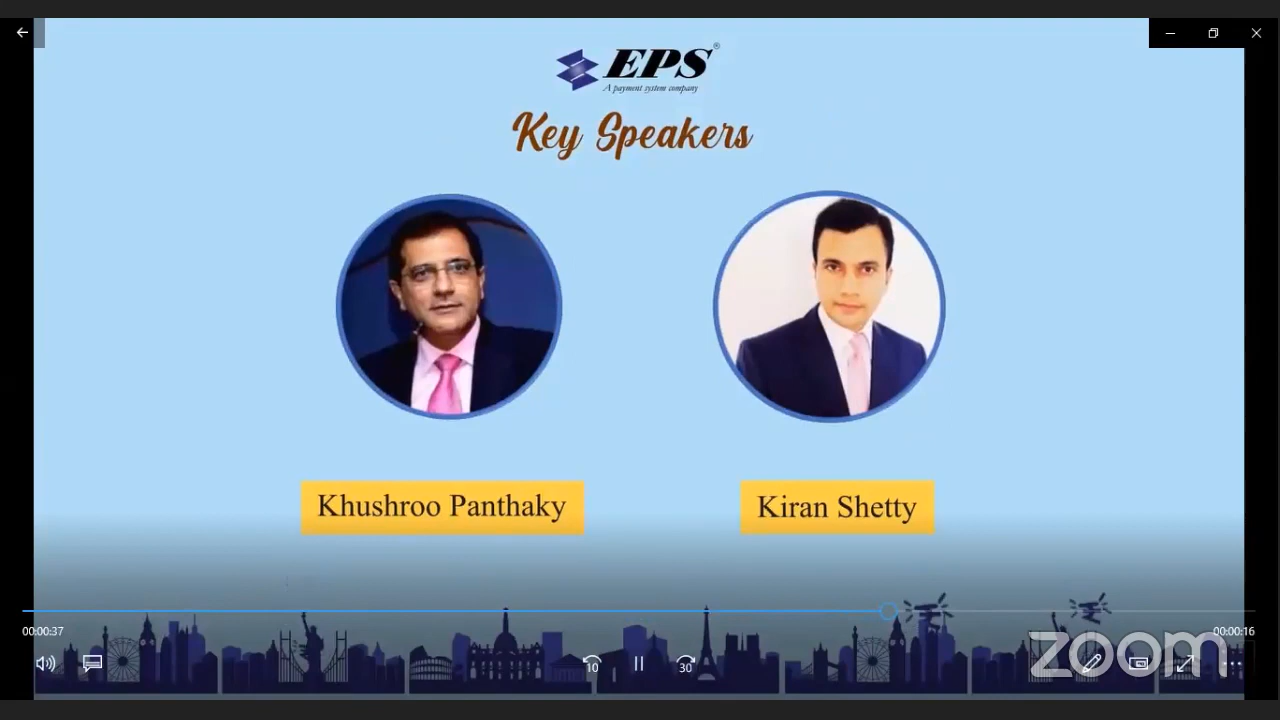 EPS®
A payment system company
Key Speakers
Khushroo Panthaky
Kiran Shetty
00:00:37
00:00:16
10
30
zoom